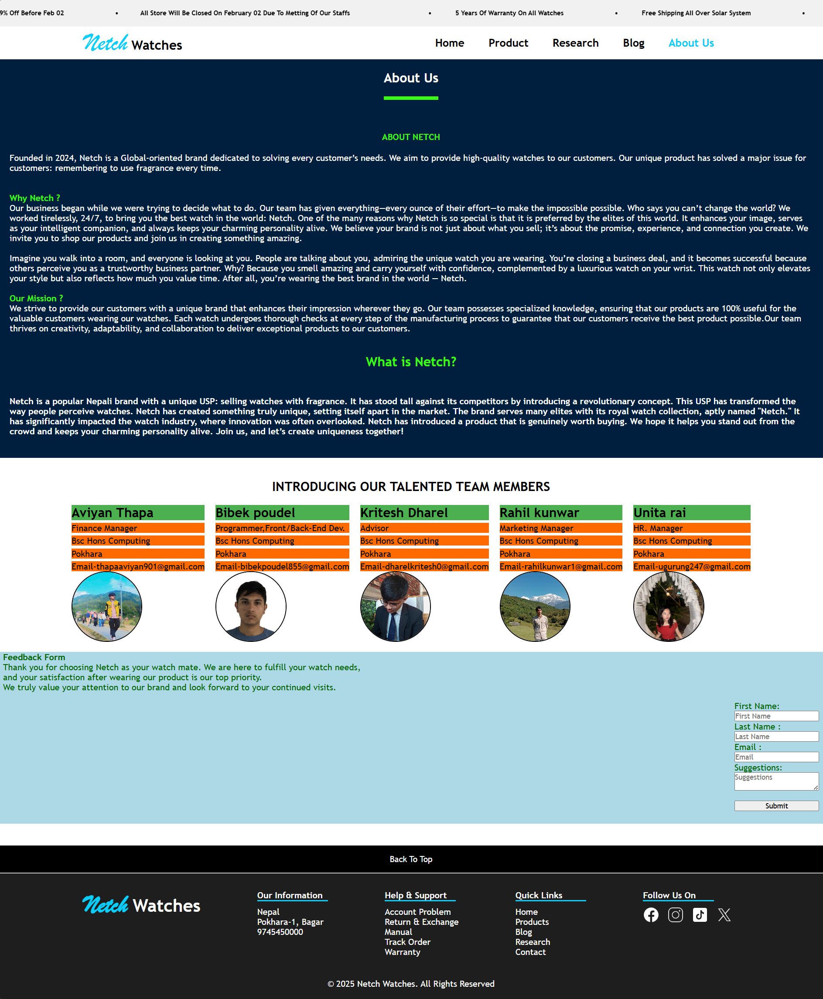 9% Off Before Feb 02 • All Store Will Be Closed On February 02 Due To Metting Of Our Staffs • 5 Years Of Warranty On All Watches • Free Shipping All Over Solar System •
Netch Watches
Home Product Research Blog About Us
About Us
ABOUT NETCH
Founded in 2024, Netch is a Global-oriented brand dedicated to solving every customer’s needs. We aim to provide high-quality watches to our customers. Our unique product has solved a major issue for
customers: remembering to use fragrance every time.
Why Netch ?
Our business began while we were trying to decide what to do. Our team has given everything—every ounce of their effort—to make the impossible possible. Who says you can’t change the world? We
worked tirelessly, 24/7, to bring you the best watch in the world: Netch. One of the many reasons why Netch is so special is that it is preferred by the elites of this world. It enhances your image, serves
as your intelligent companion, and always keeps your charming personality alive. We believe your brand is not just about what you sell; it’s about the promise, experience, and connection you create. We
invite you to shop our products and join us in creating something amazing.
Imagine you walk into a room, and everyone is looking at you. People are talking about you, admiring the unique watch you are wearing. You’re closing a business deal, and it becomes successful because
others perceive you as a trustworthy business partner. Why? Because you smell amazing and carry yourself with confidence, complemented by a luxurious watch on your wrist. This watch not only elevates
your style but also reflects how much you value time. After all, you’re wearing the best brand in the world — Netch.
Our Mission ?
We strive to provide our customers with a unique brand that enhances their impression wherever they go. Our team possesses specialized knowledge, ensuring that our products are 100% useful for the
valuable customers wearing our watches. Each watch undergoes thorough checks at every step of the manufacturing process to guarantee that our customers receive the best product possible.Our team
thrives on creativity, adaptability, and collaboration to deliver exceptional products to our customers.
What is Netch?
Netch is a popular Nepali brand with a unique USP: selling watches with fragrance. It has stood tall against its competitors by introducing a revolutionary concept. This USP has transformed the
way people perceive watches. Netch has created something truly unique, setting itself apart in the market. The brand serves many elites with its royal watch collection, aptly named "Netch." It
has significantly impacted the watch industry, where innovation was often overlooked. Netch has introduced a product that is genuinely worth buying. We hope it helps you stand out from the
crowd and keeps your charming personality alive. Join us, and let’s create uniqueness together!
INTRODUCING OUR TALENTED TEAM MEMBERS
Aviyan Thapa
Finance Manager
Bsc Hons Computing
Pokhara
Email-thapaaviyan901@gmail.com
Bibek poudel
Programmer,Front/Back-End Dev.
Bsc Hons Computing
Pokhara
Email-bibekpoudel855@gmail.com
Kritesh Dharel
Advisor
Bsc Hons Computing
Pokhara
Email-dharelkritesh0@gmail.com
Rahil kunwar
Marketing Manager
Bsc Hons Computing
Pokhara
Email-rahilkunwar1@gmail.com
Unita rai
HR. Manager
Bsc Hons Computing
Pokhara
Email-ugurung247@gmail.com
Feedback Form
Thank you for choosing Netch as your watch mate. We are here to fulfill your watch needs,
and your satisfaction after wearing our product is our top priority.
We truly value your attention to our brand and look forward to your continued visits.
First Name:
First Name
Last Name :
Last Name
Email :
Email
Suggestions:
Suggestions
Submit
Back To Top
Netch Watches
Our Information
Nepal
Pokhara-1, Bagar
9745450000
Help & Support
Account Problem
Return & Exchange
Manual
Track Order
Warranty
Quick Links
Home
Products
Blog
Research
Contact
Follow Us On
© 2025 Netch Watches. All Rights Reserved